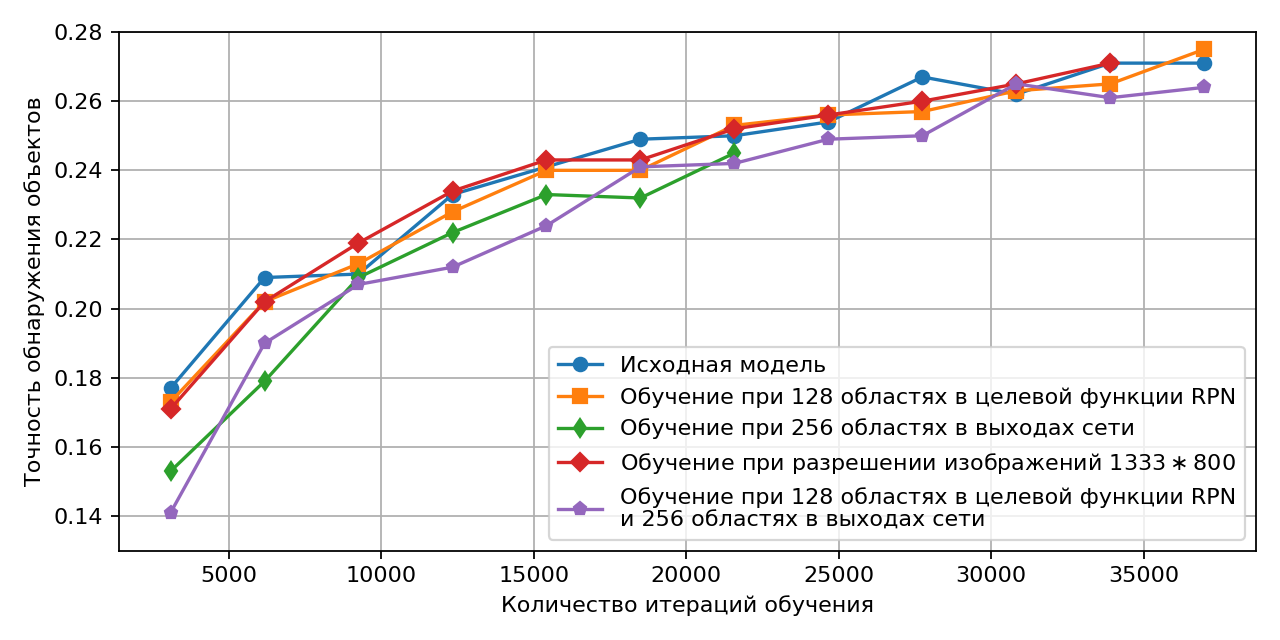 0.28
0.26
0.24
0.22
0.20
0.18
0.16
0.14
Точность обнаружения объектов
Исходная модель
Обучение при 128 областях в целевой функции RPN
Обучение при 256 областях в выходах сети
Обучение при разрешении изображений 1333 ∗ 800
Обучение при 128 областях в целевой функции RPN
и 256 областях в выходах сети
5000 10000 15000 20000 25000 30000 35000
Количество итераций обучения